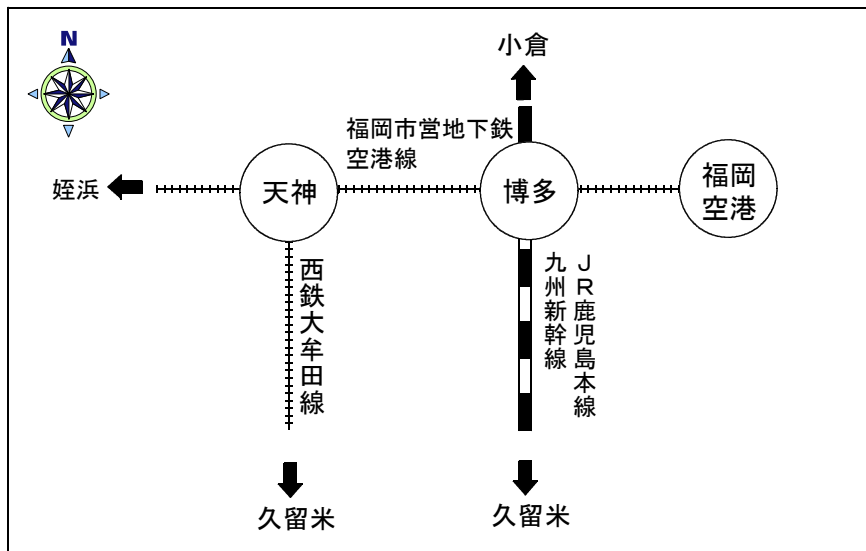 N
小倉
福岡市営地下鉄
空港線
姪浜
天神
博多
福岡
空港
西鉄大牟田線
JR鹿児島本線
九州新幹線
久留米
久留米